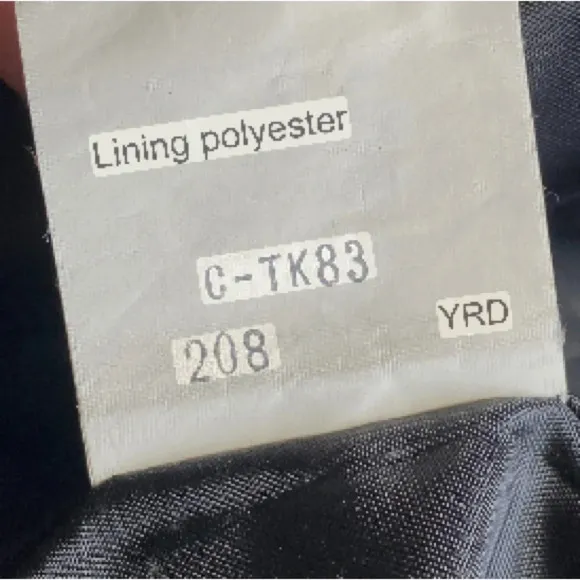 Lining polyester
C-TK83
208
YRD